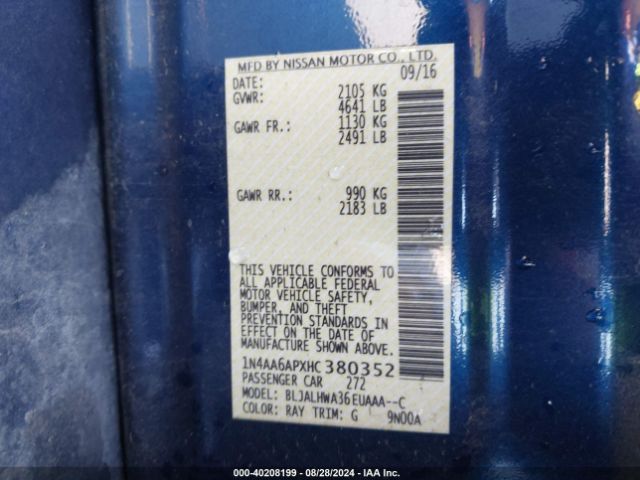 MFD BY NISSAN MOTOR CO., LTD.
DATE: 09/16
GVWR: 2105 KG
4641 LB
GAWR FR.: 1130 KG
2491 LB
GAWR RR.: 990 KG
2183 LB
THIS VEHICLE CONFORMS TO
ALL APPLICABLE FEDERAL
MOTOR VEHICLE SAFETY,
BUMPER, AND THEFT
PREVENTION STANDARDS IN
EFFECT ON THE DATE OF
MANUFACTURE SHOWN ABOVE.
1N4AA6APXHC380352
PASSENGER CAR 272
MODEL: BLJALHWA36EUAAA--C
COLOR: RAY TRIM: G 9N00A
000-40208199 - 08/28/2024 - IAA Inc.